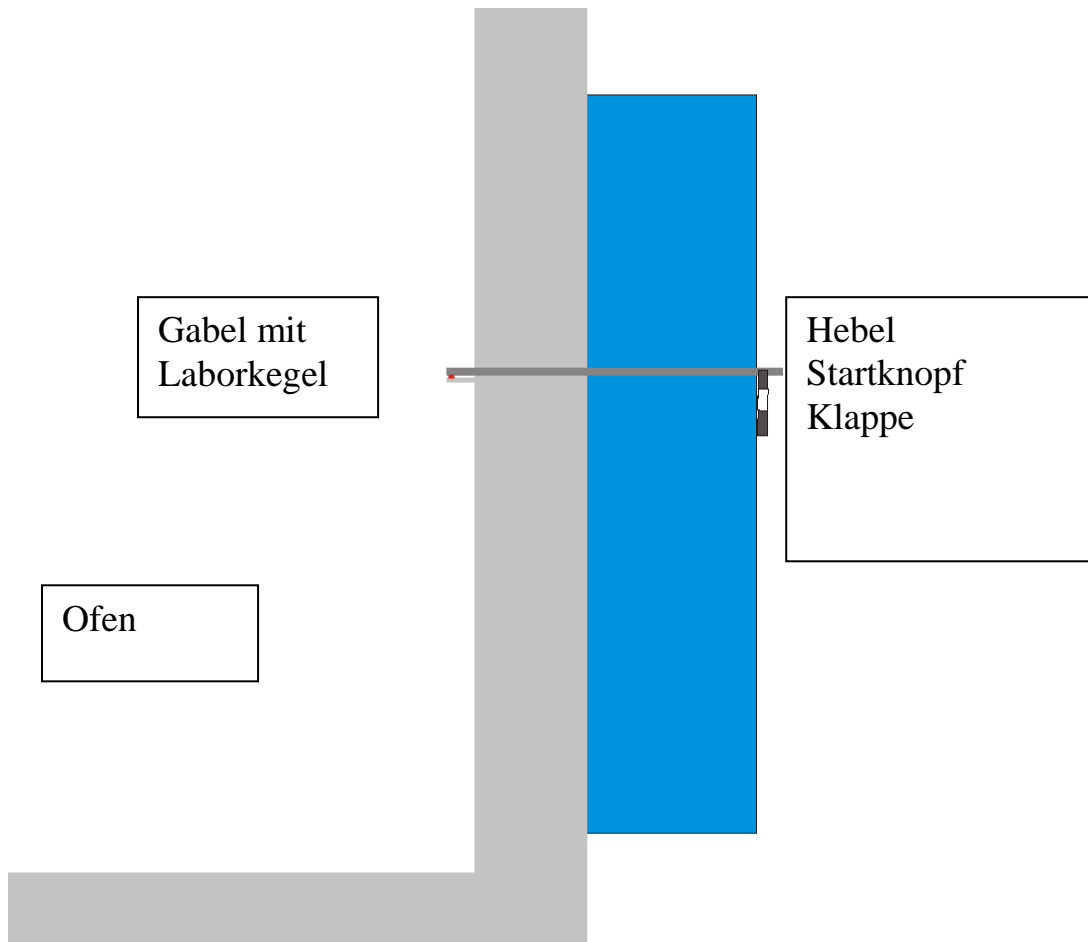 Gabel mit
Laborkegel
Hebel
Startknopf
Klappe
Ofen